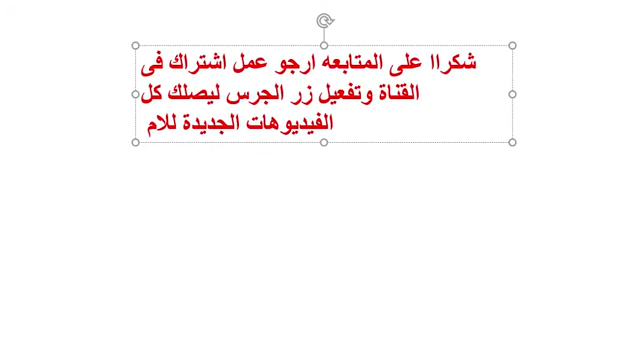 شكراا على المتابعه ارجو عمل اشتراك فى
القناة وتفعيل زر الجرس ليصلك كل
الفيديوهات الجديدة للام